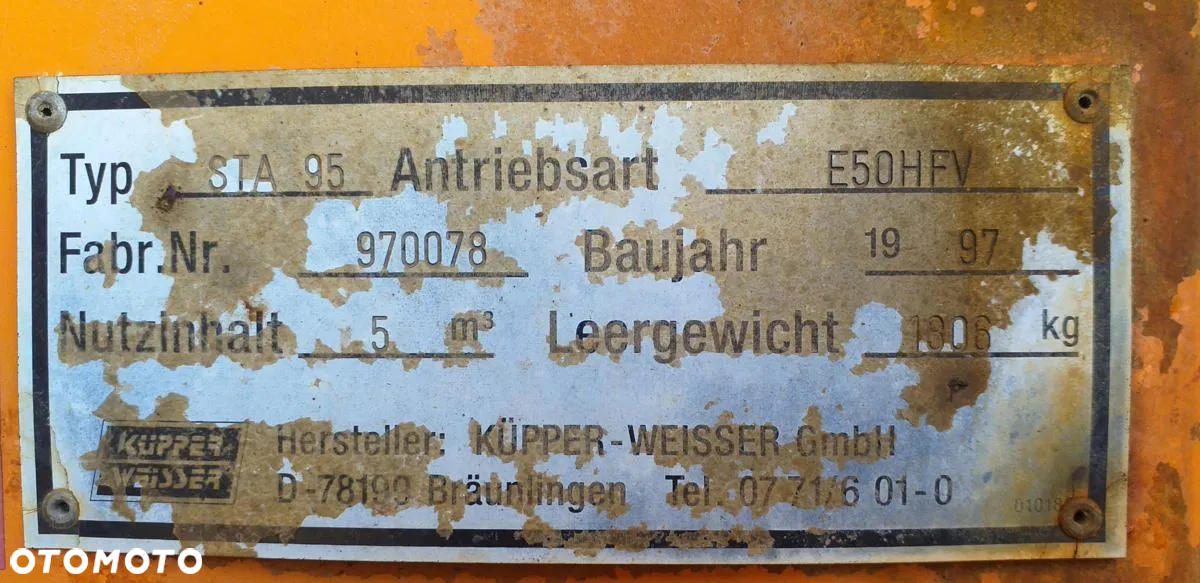 Typ STA 95 Antriebsart E50HFV
Fabr.Nr. 970078 Baujahr 19 97
Nutzinhalt 5 m³ Leergewicht kg
KÜPPER Hersteller: KÜPPER-WEISSER GmbH
WEISSER D-78199 Bräunlingen Tel. 07 71/6 01-0
OTOMOTO